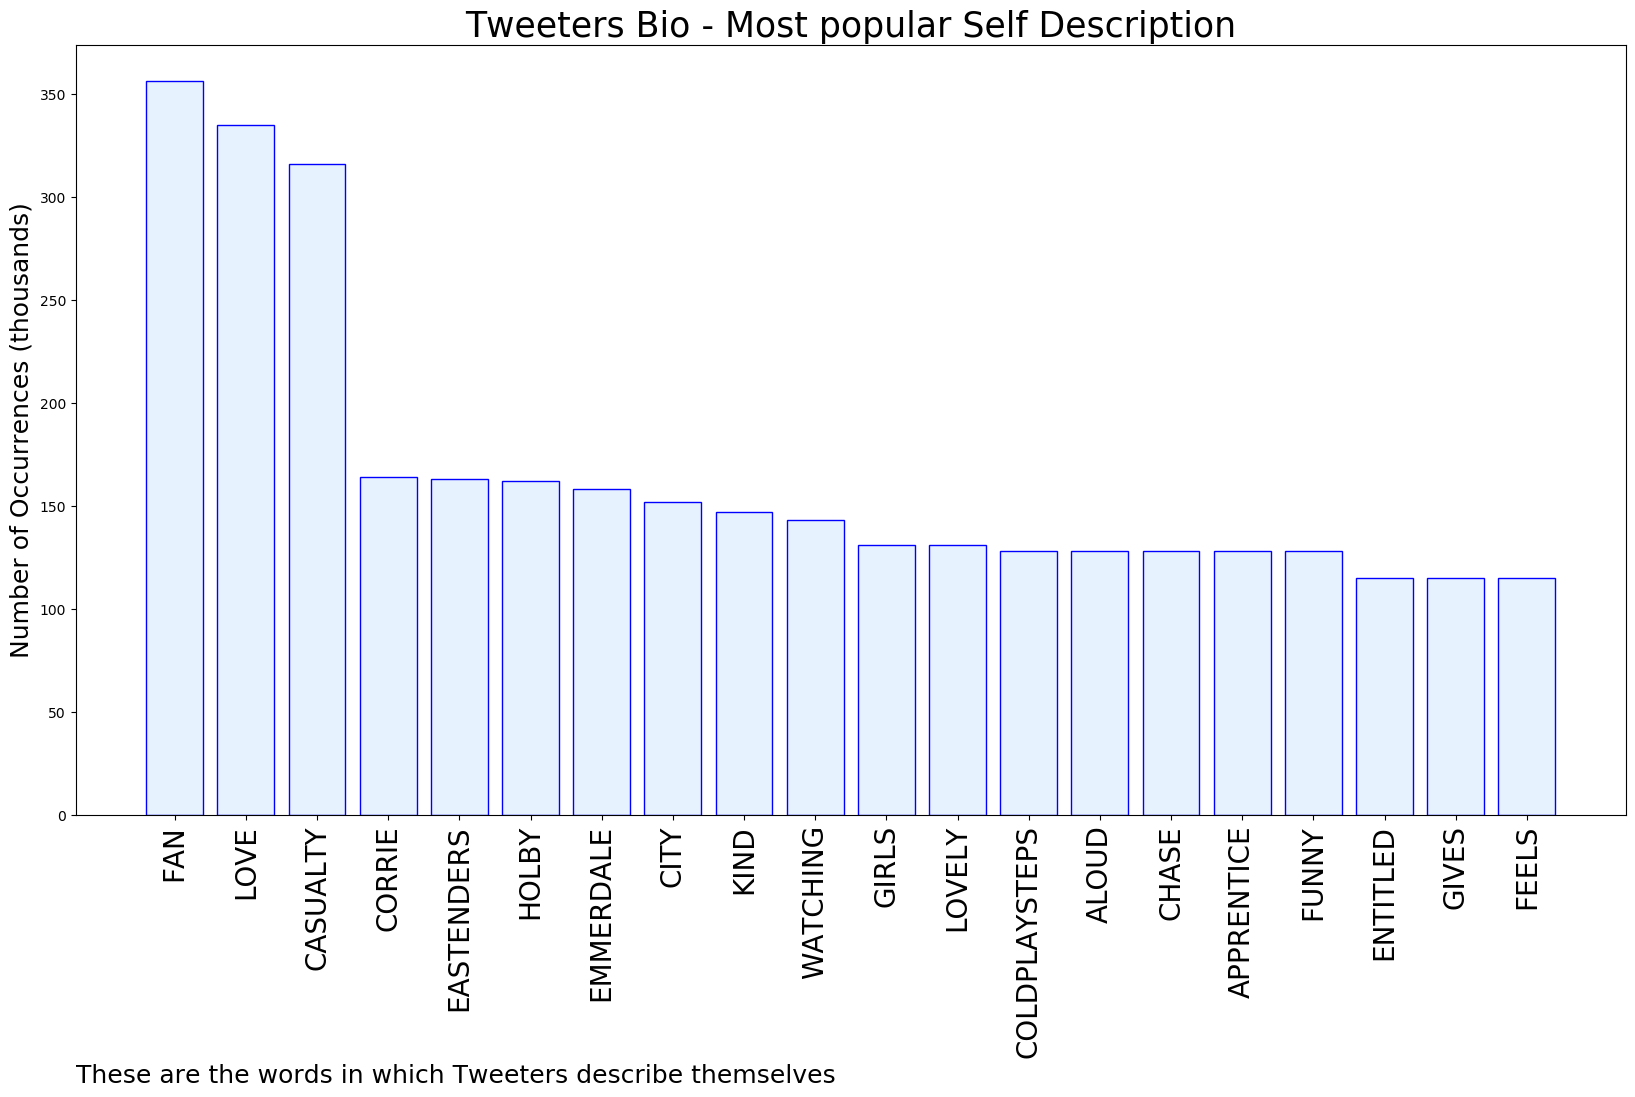 Tweeters Bio - Most popular Self Description
Number of Occurrences (thousands)
350
300
250
200
150
100
50
0
FAN
LOVE
CASUALTY
CORRIE
EASTENDERS
HOLBY
EMMERDALE
CITY
KIND
WATCHING
GIRLS
LOVELY
COLDPLAYSTEPS
ALOUD
CHASE
APPRENTICE
FUNNY
ENTITLED
GIVES
FEELS
These are the words in which Tweeters describe themselves